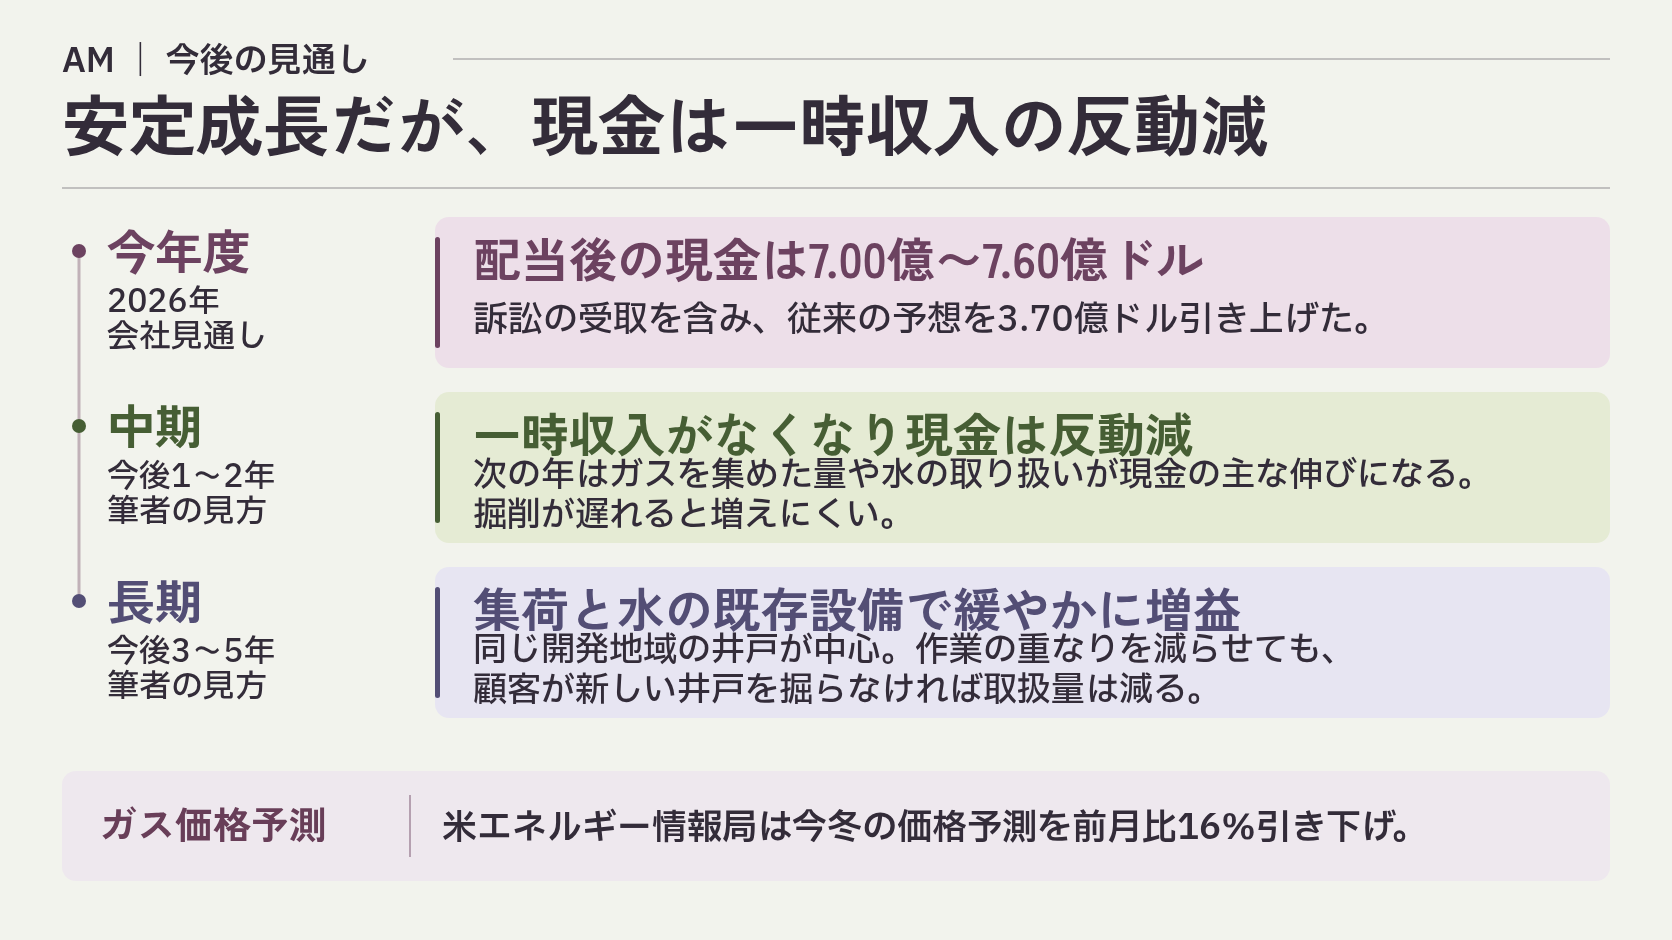 AM｜今後の見通し
安定成長だが、現金は一時収入の反動減
今年度
2026年
会社見通し
配当後の現金は7.00億〜7.60億ドル
訴訟の受取を含み、従来の予想を3.70億ドル引き上げた。
中期
今後1〜2年
筆者の見方
一時収入がなくなり現金は反動減
次の年はガスを集めた量や水の取り扱いが現金の主な伸びになる。
掘削が遅れると増えにくい。
長期
今後3〜5年
筆者の見方
集荷と水の既存設備で緩やかに増益
同じ開発地域の井戸が中心。作業の重なりを減らせても、
顧客が新しい井戸を掘らなければ取扱量は減る。
ガス価格予測
米エネルギー情報局は今冬の価格予測を前月比16%引き下げ。